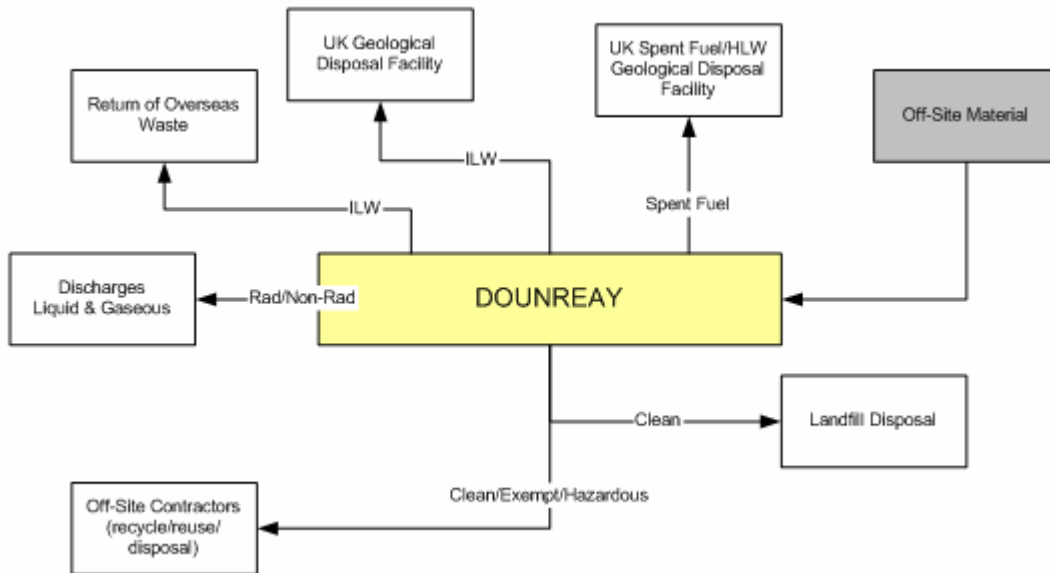 UK Geological
Disposal Facility
UK Spent Fuel/HLW
Geological Disposal
Facility
Return of Overseas
Waste
Off-Site Material
ILW
ILW
Spent Fuel
Discharges
Liquid & Gaseous
Rad/Non-Rad
DOUNREAY
Clean
Landfill Disposal
Clean/Exempt/Hazardous
Off-Site Contractors
(recycle/reuse/
disposal)